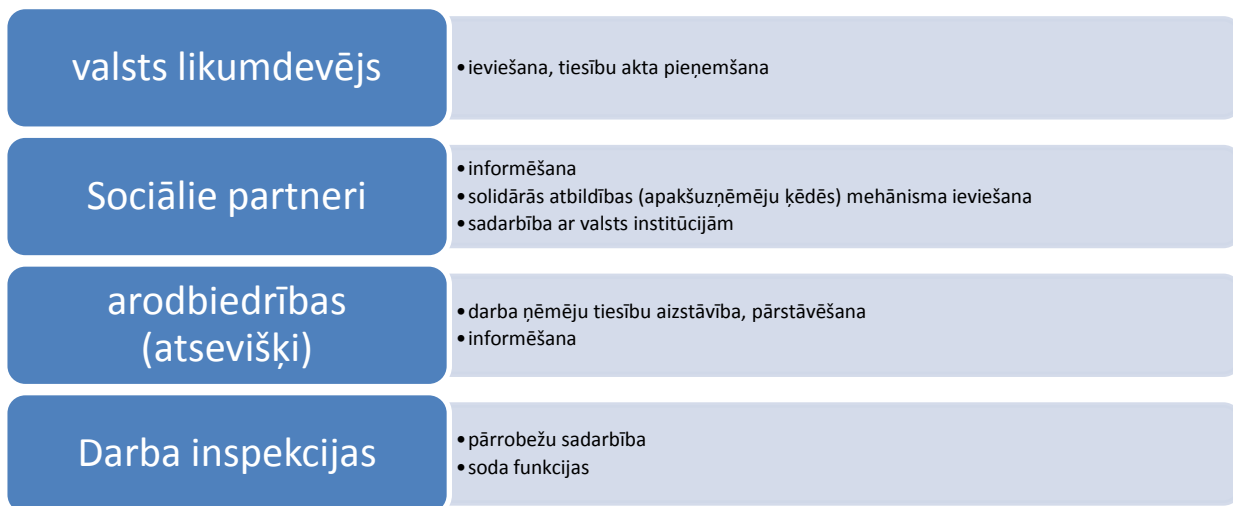 valsts likumdevējs
•ieviešana, tiesību akta pieņemšana
Sociālie partneri
•informēšana
•solidārās atbildības (apakšuzņēmēju ķēdēs) mehānisma ieviešana
•sadarbība ar valsts institūcijām
arodbiedrības
(atsevišķi)
•darba ņēmēju tiesību aizstāvība, pārstāvēšana
•informēšana
Darba inspekcijas
•pārrobežu sadarbība
•soda funkcijas